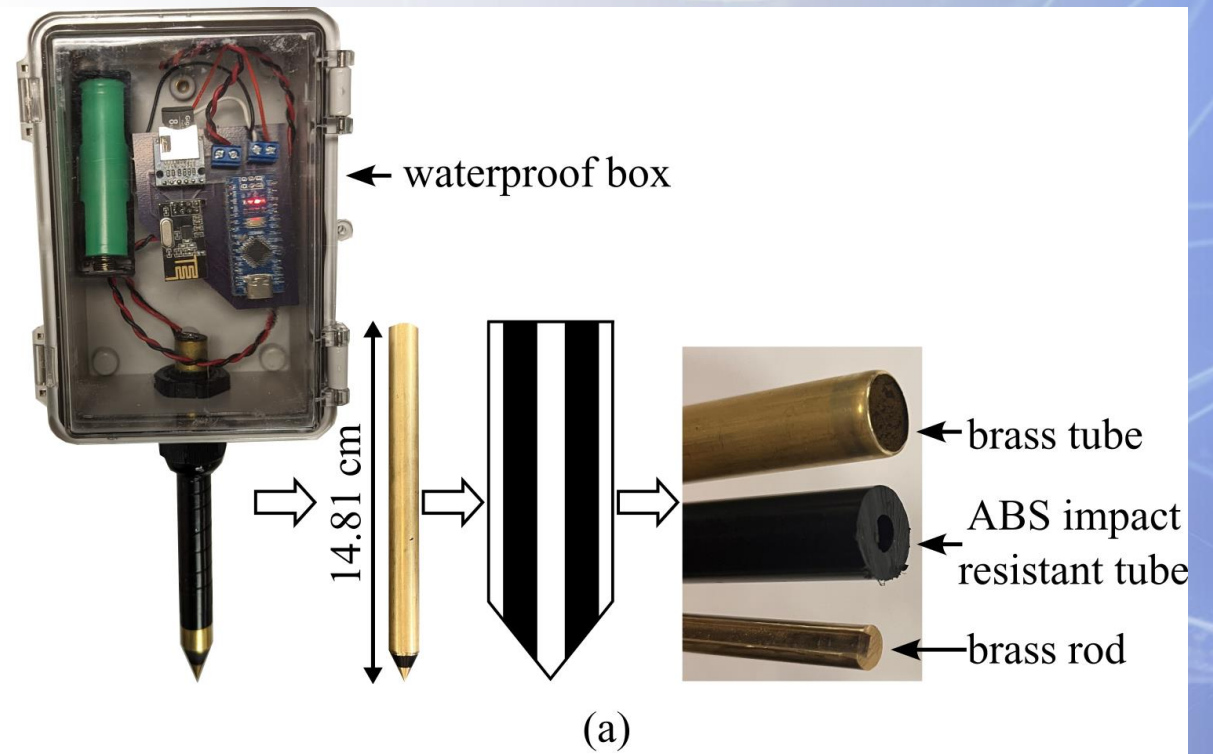 waterproof box
14.81 cm
brass tube
ABS impact
resistant tube
brass rod
(a)